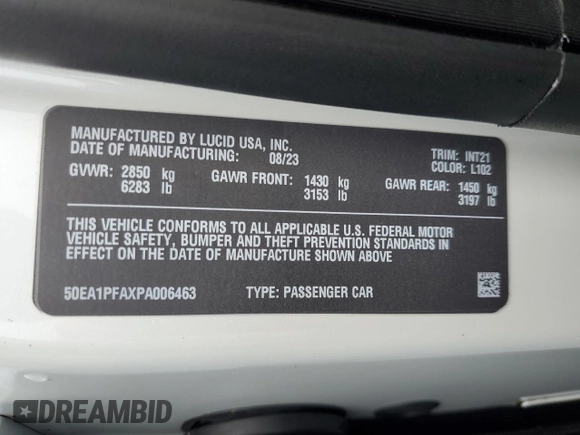 MANUFACTURED BY LUCID USA, INC.
DATE OF MANUFACTURING: 08/23
TRIM: INT21
COLOR: L102
GVWR: 2850 kg GAWR FRONT: 1430 kg GAWR REAR: 1450 kg
6283 lb 3153 lb 3197 lb
THIS VEHICLE CONFORMS TO ALL APPLICABLE U.S. FEDERAL MOTOR
VEHICLE SAFETY, BUMPER AND THEFT PREVENTION STANDARDS IN
EFFECT ON THE DATE OF MANUFACTURE SHOWN ABOVE
50EA1PFAXPA006463 TYPE: PASSENGER CAR
DREAMBID